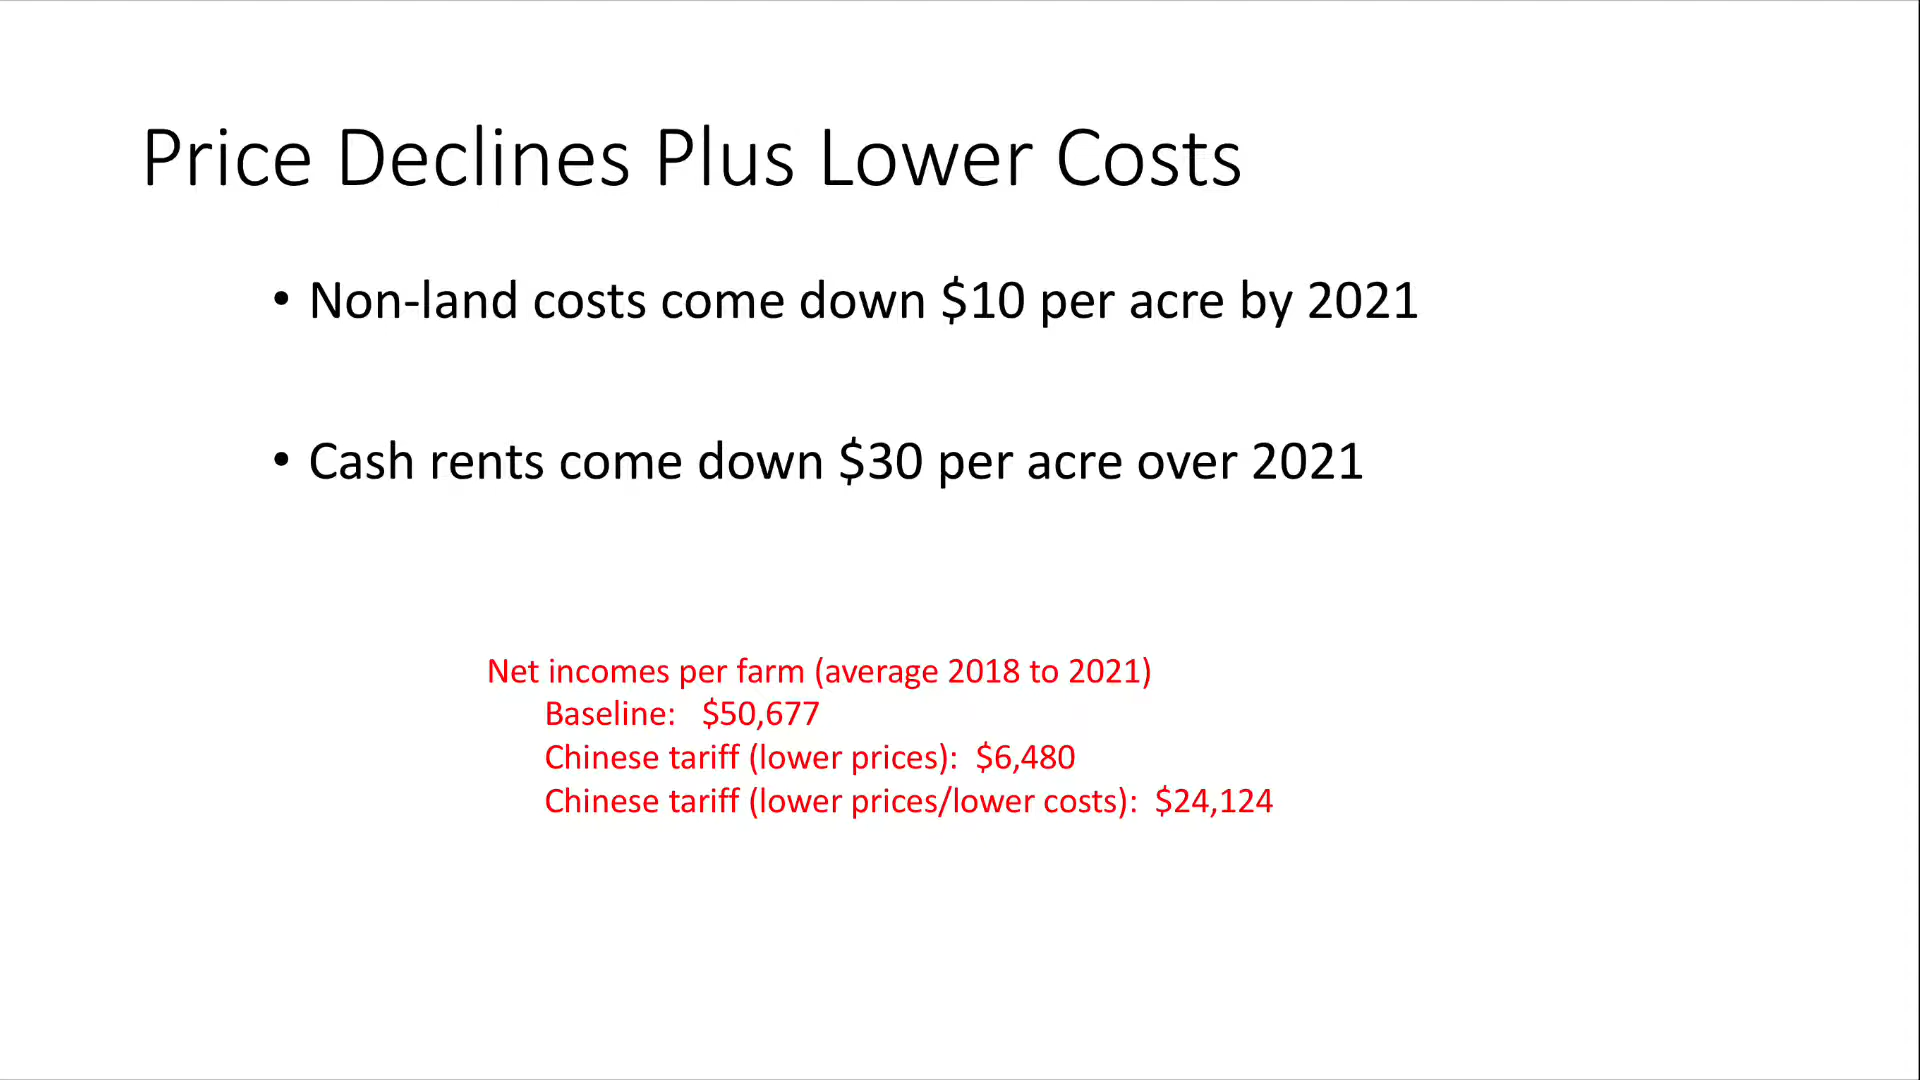 Price Declines Plus Lower Costs
• Non-land costs come down $10 per acre by 2021
• Cash rents come down $30 per acre over 2021
Net incomes per farm (average 2018 to 2021)
Baseline: $50,677
Chinese tariff (lower prices): $6,480
Chinese tariff (lower prices/lower costs): $24,124